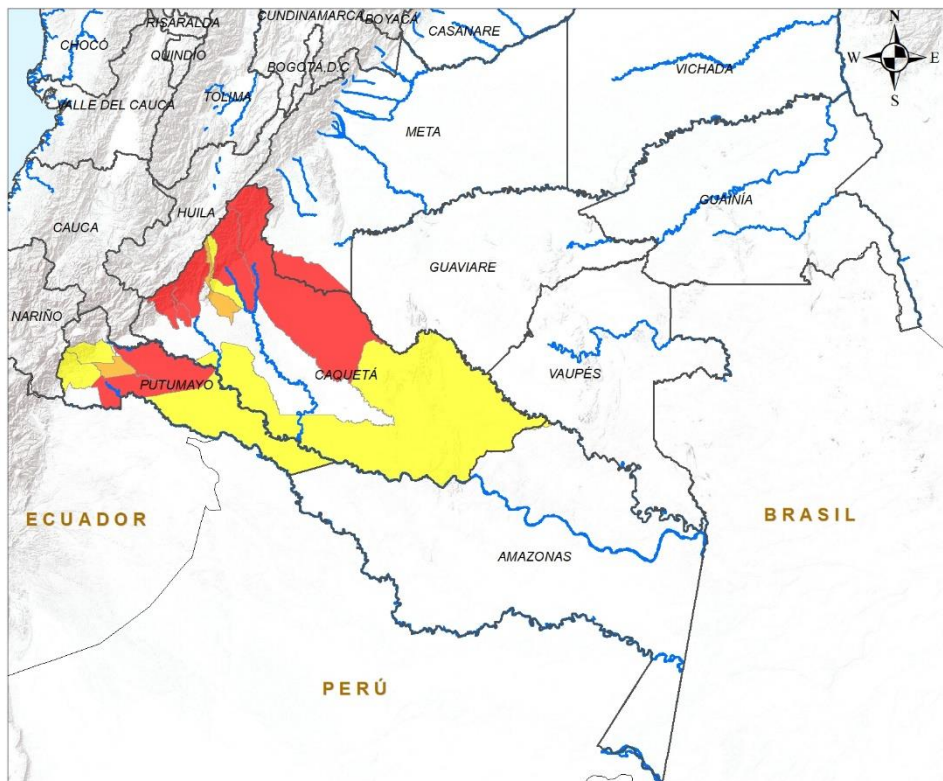 CUNDINAMARCA
BOYACÁ
RISARALDA
CASANARE
N
CHOCÓ
QUINDIO
BOGOTÁ,D.C
VICHADA
W
E
S
VALLE DEL CAUCA
TOLIMA
META
GUAINÍA
HUILA
CAUCA
GUAVIARE
NARIÑO
CAQUETÁ
VAUPÉS
PUTUMAYO
ECUADOR
BRASIL
AMAZONAS
PERÚ